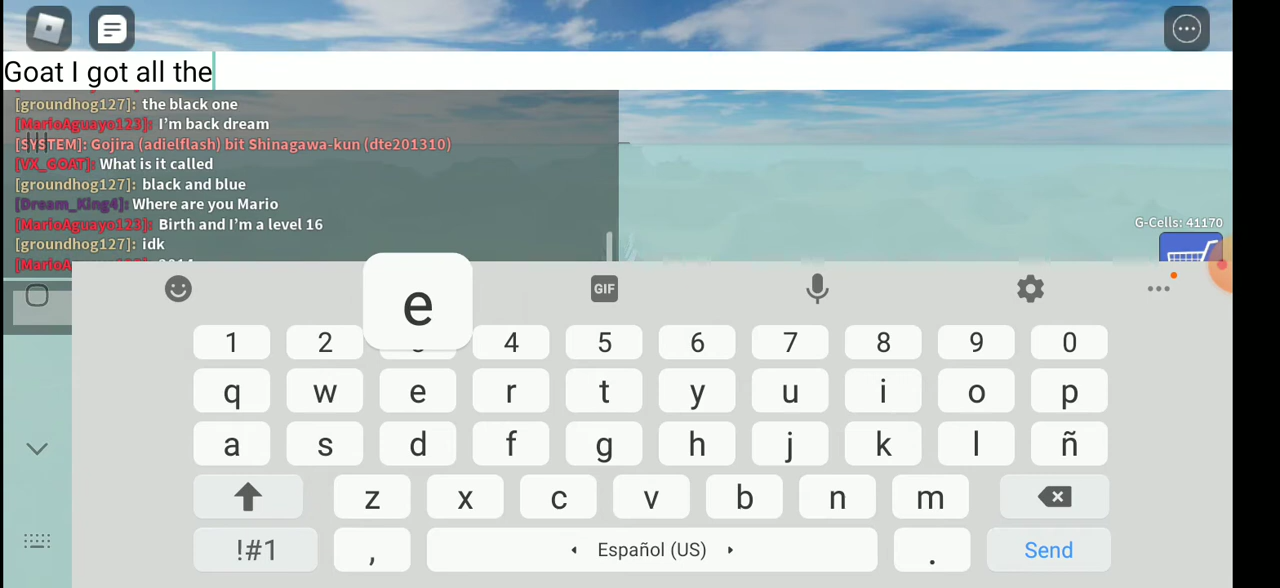 Goat I got all the
[groundhog127]: the black one
[MarioAguayo123]: I'm back dream
[SYSTEM]: Gojira (adielflash) bit Shinagawa-kun (dte201310)
[VX_GOAT]: What is it called
[groundhog127]: black and blue
[Dream_King4]: Where are you Mario
[MarioAguayo123]: Birth and I'm a level 16
[groundhog127]: idk
G-Cells: 41170
e
GIF
1 2 4 5 6 7 8 9 0
q w e r t y u i o p
a s d f g h j k l ñ
z x c v b n m
!#1 , Español (US) . Send